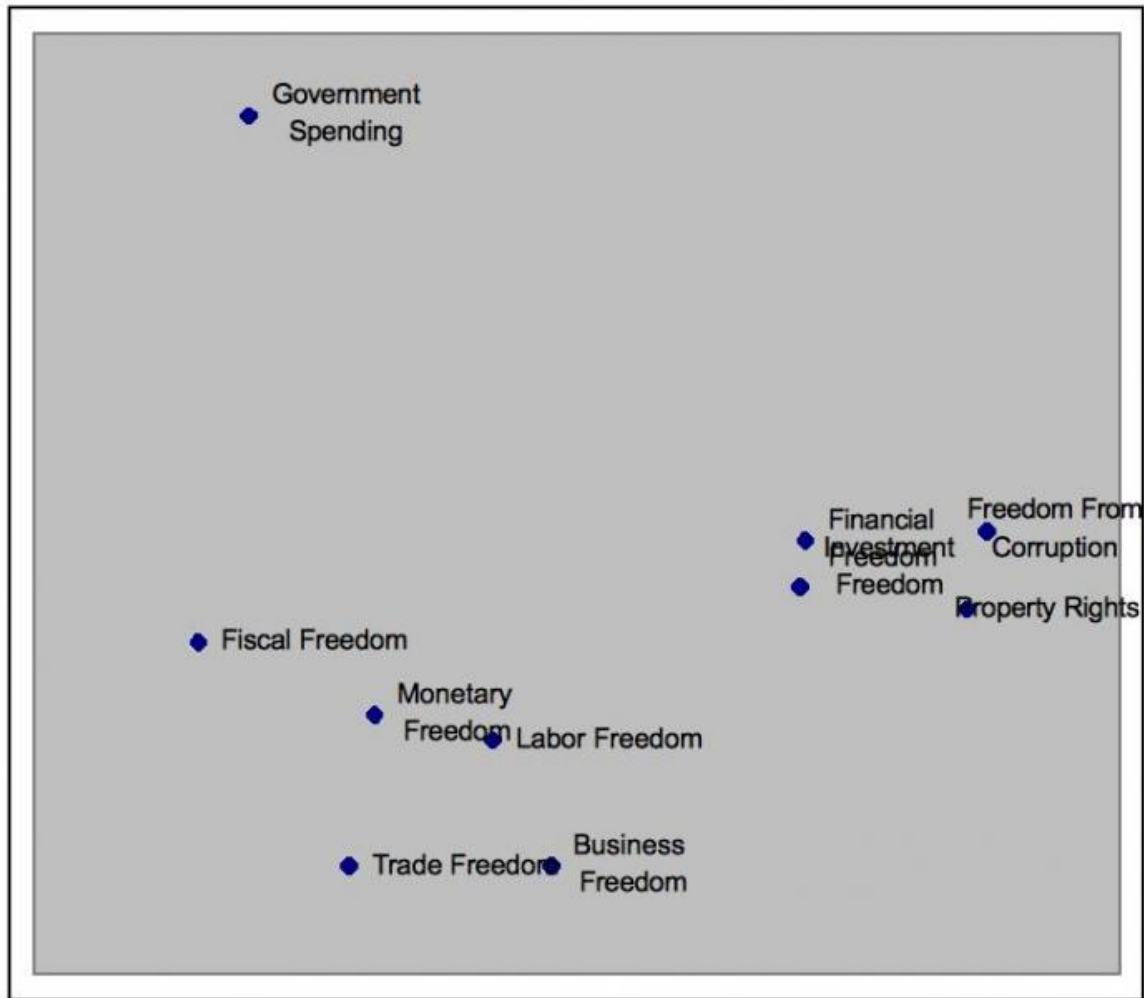 Government
Spending
Financial
Freedom
Investment
Freedom
Freedom From
Corruption
Property Rights
Fiscal Freedom
Monetary
Freedom
Labor Freedom
Trade Freedom
Business
Freedom